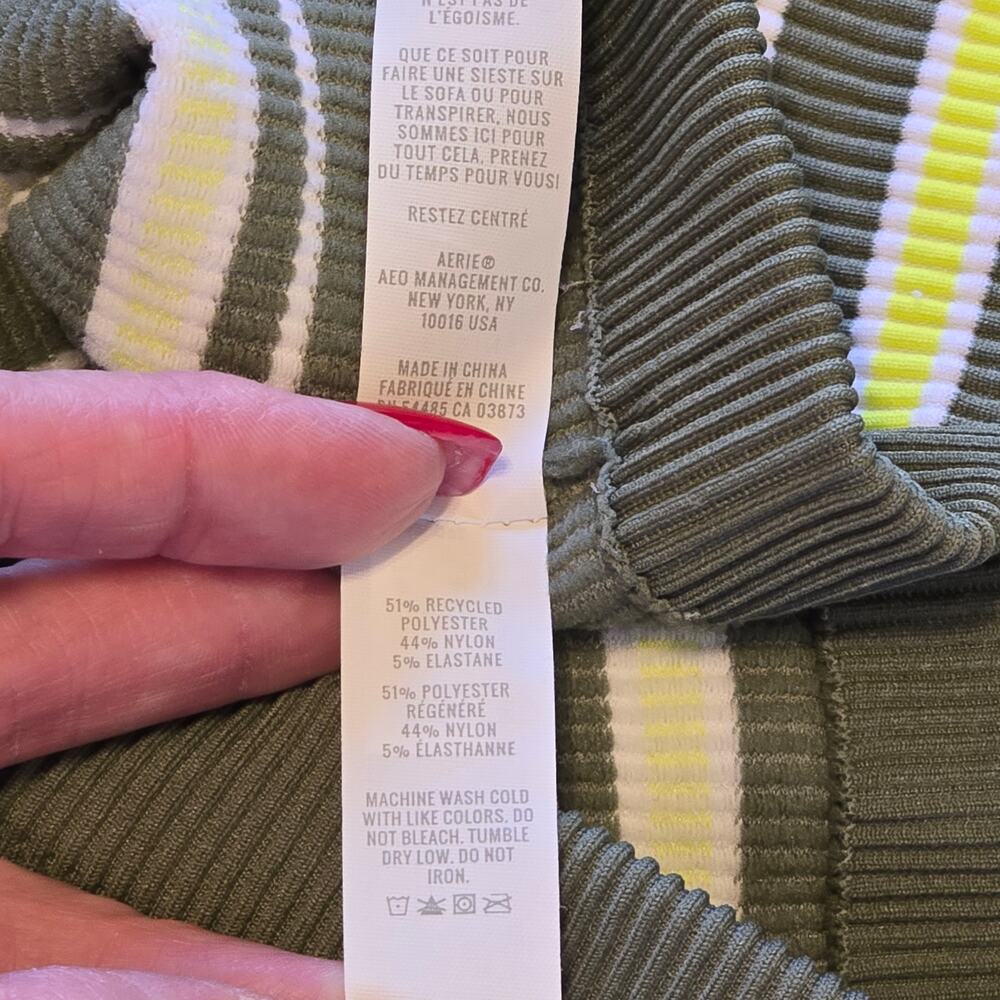 N'EST PAS DE
L'ÉGOISME.
QUE CE SOIT POUR
FAIRE UNE SIESTE SUR
LE SOFA OU POUR
TRANSPIRER, NOUS
SOMMES ICI POUR
TOUT CELA. PRENEZ
DU TEMPS POUR VOUS!
RESTEZ CENTRÉ
AERIE®
AEO MANAGEMENT CO.
NEW YORK, NY
10016 USA
MADE IN CHINA
FABRIQUÉ EN CHINE
RN 54485 CA 03873
51% RECYCLED
POLYESTER
44% NYLON
5% ELASTANE
51% POLYESTER
RÉGÉNÉRÉ
44% NYLON
5% ÉLASTHANNE
MACHINE WASH COLD
WITH LIKE COLORS. DO
NOT BLEACH. TUMBLE
DRY LOW. DO NOT
IRON.